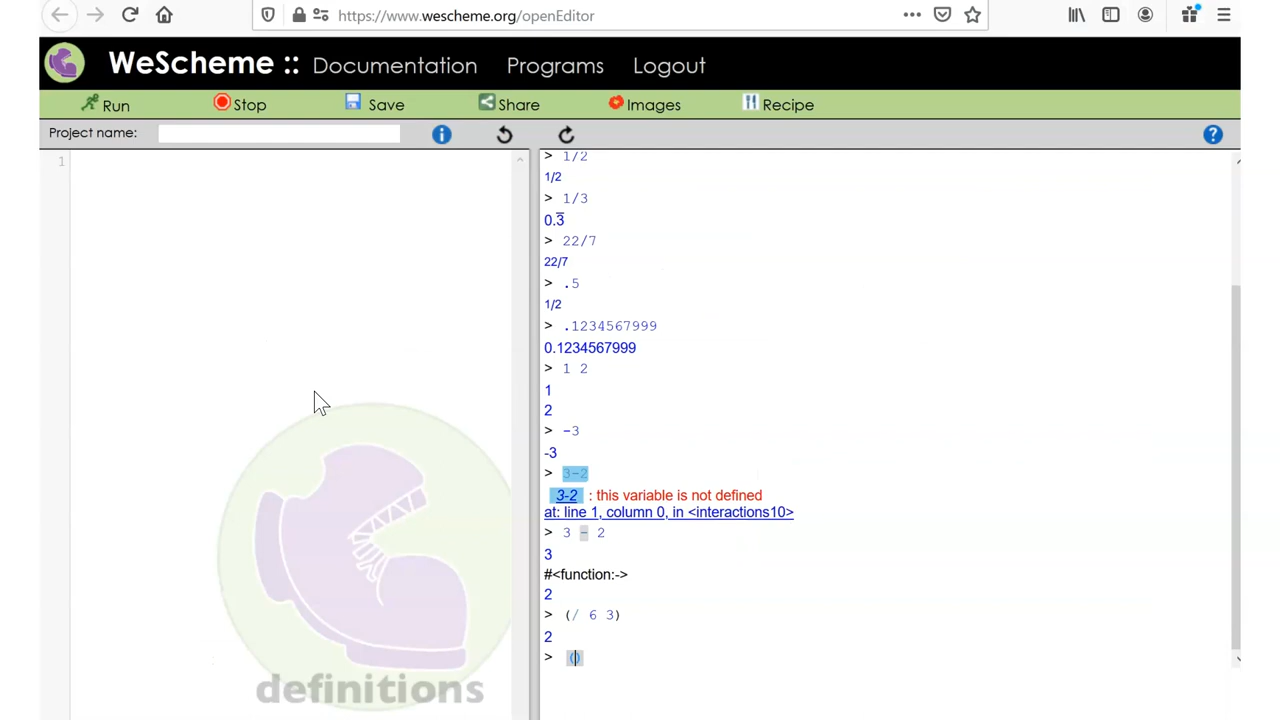 https://www.wescheme.org/openEditor
WeScheme :: Documentation Programs Logout
Run Stop Save Share Images Recipe
Project name:
1
> 1/2
1/2
> 1/3
0.3̅
> 22/7
22/7
> .5
1/2
> .1234567999
0.1234567999
> 1 2
1
2
> -3
-3
> 3-2
3-2 : this variable is not defined
at: line 1, column 0, in <interactions10>
> 3 - 2
3
#<function:->
2
> (/ 6 3)
2
> ()
definitions